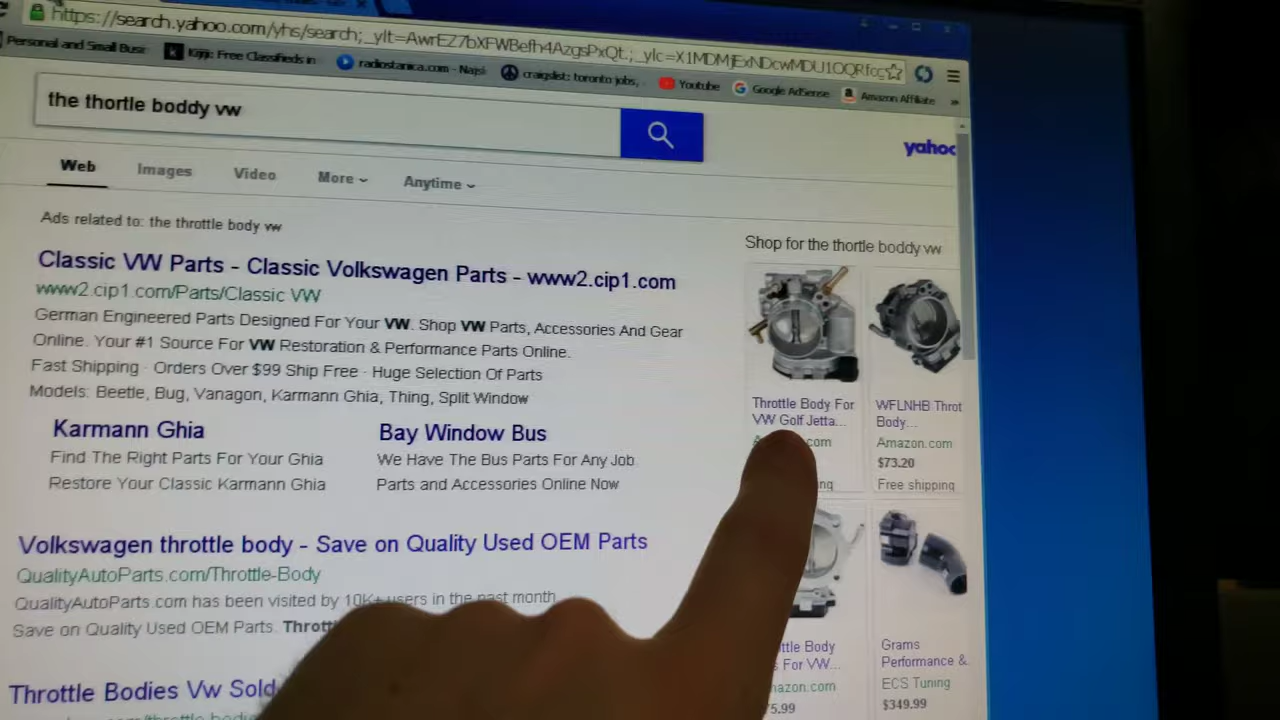 https://search.yahoo.com/yhs/search;_ylt=AwrEZ7bXFWBefh4AzgsPxQt.;_ylc=X1MDMjExNDcwMDU1OQRfcg
Personal and Small Busi
Kijiji: Free Classifieds in
radiostanica.com - Najsl
craigslist: toronto jobs,
Youtube
Google AdSense
Amazon Affiliate
»
the thortle boddy vw
yahoo
Web Images Video More Anytime
Ads related to: the throttle body vw
Classic VW Parts - Classic Volkswagen Parts - www2.cip1.com
www2.cip1.com/Parts/Classic VW
German Engineered Parts Designed For Your VW. Shop VW Parts, Accessories And Gear
Online. Your #1 Source For VW Restoration & Performance Parts Online.
Fast Shipping · Orders Over $99 Ship Free · Huge Selection Of Parts
Models: Beetle, Bug, Vanagon, Karmann Ghia, Thing, Split Window
Karmann Ghia
Find The Right Parts For Your Ghia
Restore Your Classic Karmann Ghia
Bay Window Bus
We Have The Bus Parts For Any Job
Parts and Accessories Online Now
Volkswagen throttle body - Save on Quality Used OEM Parts
QualityAutoParts.com/Throttle-Body
QualityAutoParts.com has been visited by 10K+ users in the past month
Save on Quality Used OEM Parts. Thrott
Throttle Bodies Vw Sold
Shop for the thortle boddy vw
Throttle Body For
VW Golf Jetta...
A com
ng
WFLNHB Throt
Body...
Amazon.com
$73.20
Free shipping
ttle Body
s For VW...
mazon.com
75.99
Grams
Performance &
ECS Tuning
$349.99